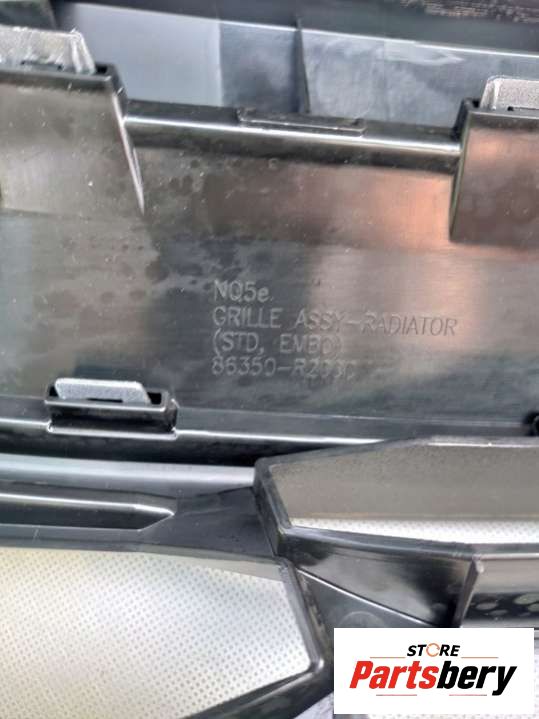 NQ5e
GRILLE ASSY-RADIATOR
(STD, EMBO)
STORE
Partsbery